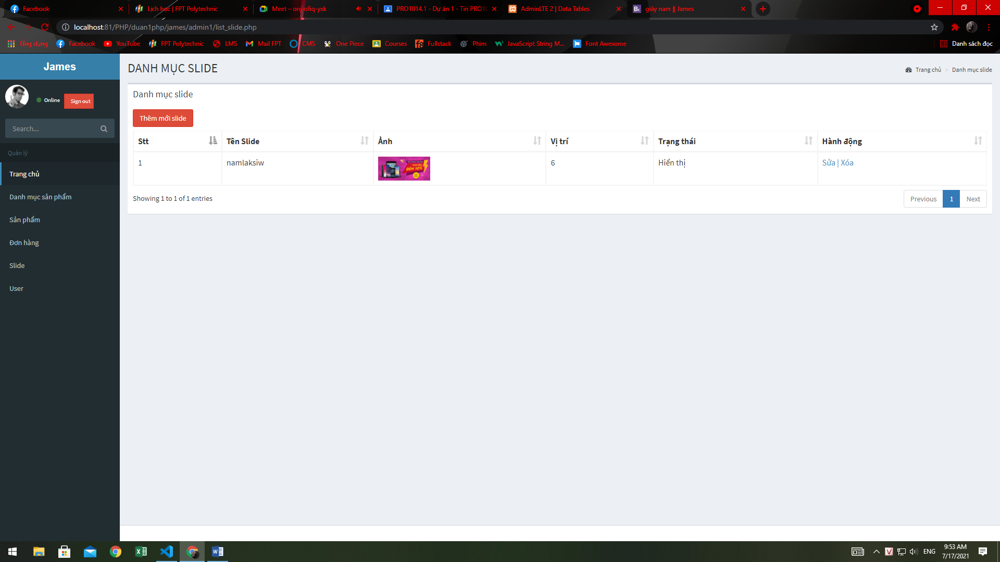 Facebook
Lịch học | FPT Polytechnic
Meet – onj-ofiq-yxk
PRO1014.1 - Dự án 1 - Tin PRO1
AdminLTE 2 | Data Tables
giày nam || James
localhost:81/PHP/duan1php/james/admin1/list_slide.php
Ứng dụng
Facebook
YouTube
FPT Polytechnic
LMS
Mail FPT
CMS
One Piece
Courses
Fullstack
Phim
JavaScript String M...
Font Awesome
Danh sách đọc
James
DANH MỤC SLIDE
Trang chủ > Danh mục slide
Online
Sign out
Search...
Quản lý
Trang chủ
Danh mục sản phẩm
Sản phẩm
Đơn hàng
Slide
User
Danh mục slide
Thêm mới slide
Stt Tên Slide Ảnh Vị trí Trạng thái Hành động
1 namlaksiw 6 Hiển thị Sửa | Xóa
ĐẾN 10%
Showing 1 to 1 of 1 entries
Previous 1 Next
ENG
9:53 AM
7/17/2021